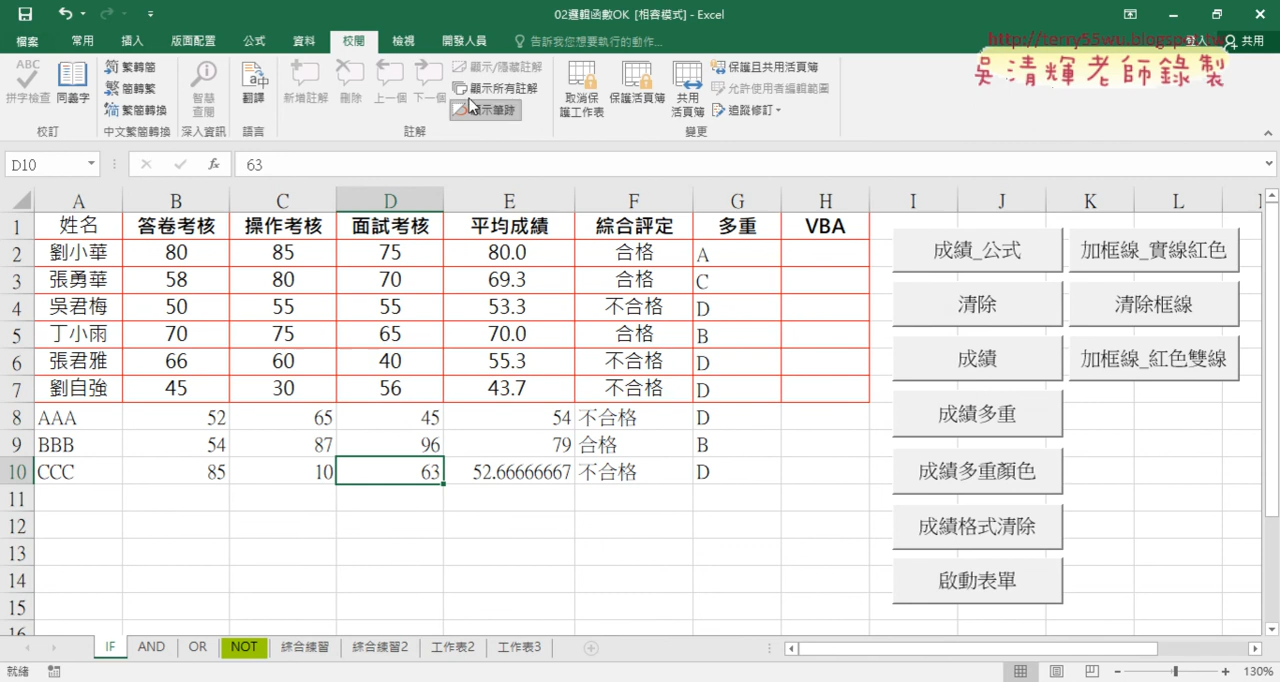 02邏輯函數OK [相容模式] - Excel
檔案 常用 插入 版面配置 公式 資料 校閱 檢視 開發人員 告訴我您想要執行的動作... 登入 共用
http://terry55wu.blogspot.tw
吳清輝老師錄製
ABC 拼字檢查 同義字 校訂
繁轉簡 簡轉繁 繁簡轉換 中文繁簡轉換
智慧查閱 深入資訊
翻譯 語言
新增註解 刪除 上一個 下一個 顯示/隱藏註解 顯示所有註解 顯示筆跡 註解
取消保護工作表 保護活頁簿 共用活頁簿 保護且共用活頁簿 允許使用者編輯範圍 追蹤修訂 變更
D10 fx 63
A B C D E F G H I J K L
1 姓名 答卷考核 操作考核 面試考核 平均成績 綜合評定 多重 VBA
2 劉小華 80 85 75 80.0 合格 A
3 張勇華 58 80 70 69.3 合格 C
4 吳君梅 50 55 55 53.3 不合格 D
5 丁小雨 70 75 65 70.0 合格 B
6 張君雅 66 60 40 55.3 不合格 D
7 劉自強 45 30 56 43.7 不合格 D
8 AAA 52 65 45 54 不合格 D
9 BBB 54 87 96 79 合格 B
10 CCC 85 10 63 52.66666667 不合格 D
11
12
13
14
15
16
成績_公式 加框線_實線紅色
清除 清除框線
成績 加框線_紅色雙線
成績多重
成績多重顏色
成績格式清除
啟動表單
IF AND OR NOT 綜合練習 綜合練習2 工作表2 工作表3
就緒 130%